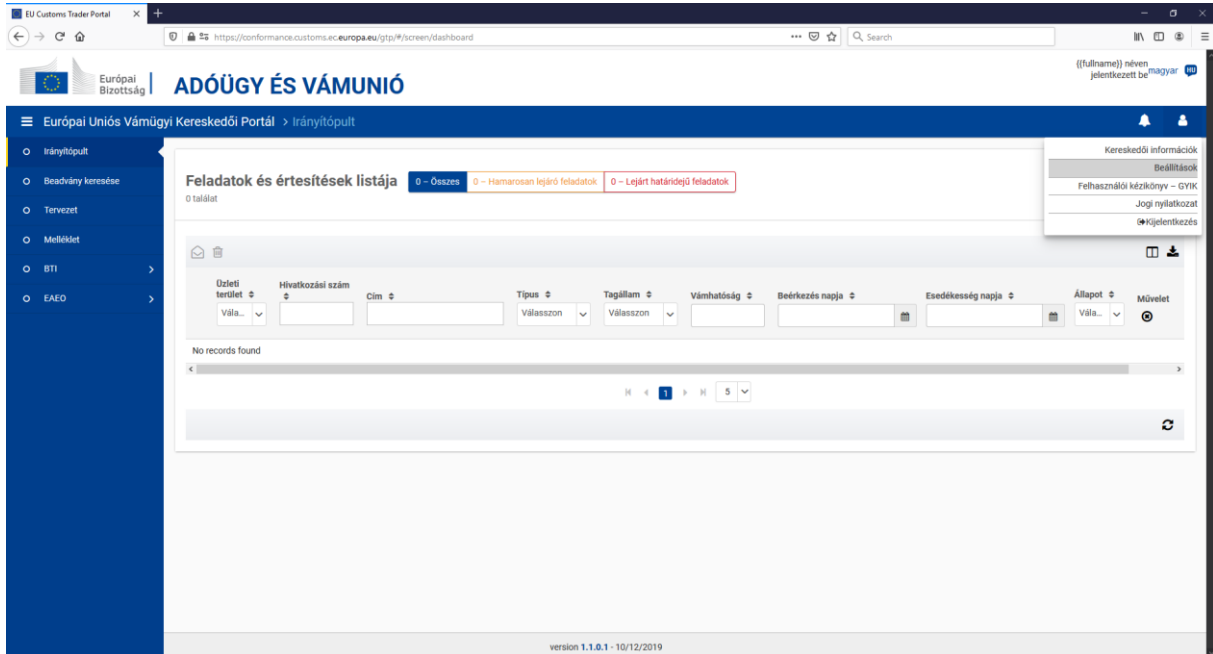 EU Customs Trader Portal
https://conformance.customs.ec.europa.eu/gtp/#/screen/dashboard
Search
Európai Bizottság
ADÓÜGY ÉS VÁMUNIÓ
{{fullname}} néven jelentkezett be
magyar HU
Európai Uniós Vámügyi Kereskedői Portál > Irányítópult
Kereskedői információk
Beállítások
Felhasználói kézikönyv – GYIK
Jogi nyilatkozat
Kijelentkezés
Irányítópult
Beadvány keresése
Tervezet
Melléklet
BTI
EAEO
Feladatok és értesítések listája
0 – Összes
0 – Hamarosan lejáró feladatok
0 – Lejárt határidejű feladatok
0 találat
Üzleti terület
Hivatkozási szám
Cím
Típus
Tagállam
Vámhatóság
Beérkezés napja
Esedékesség napja
Állapot
Művelet
Vála...
Válasszon
Válasszon
Vála...
No records found
1
5
version 1.1.0.1 - 10/12/2019